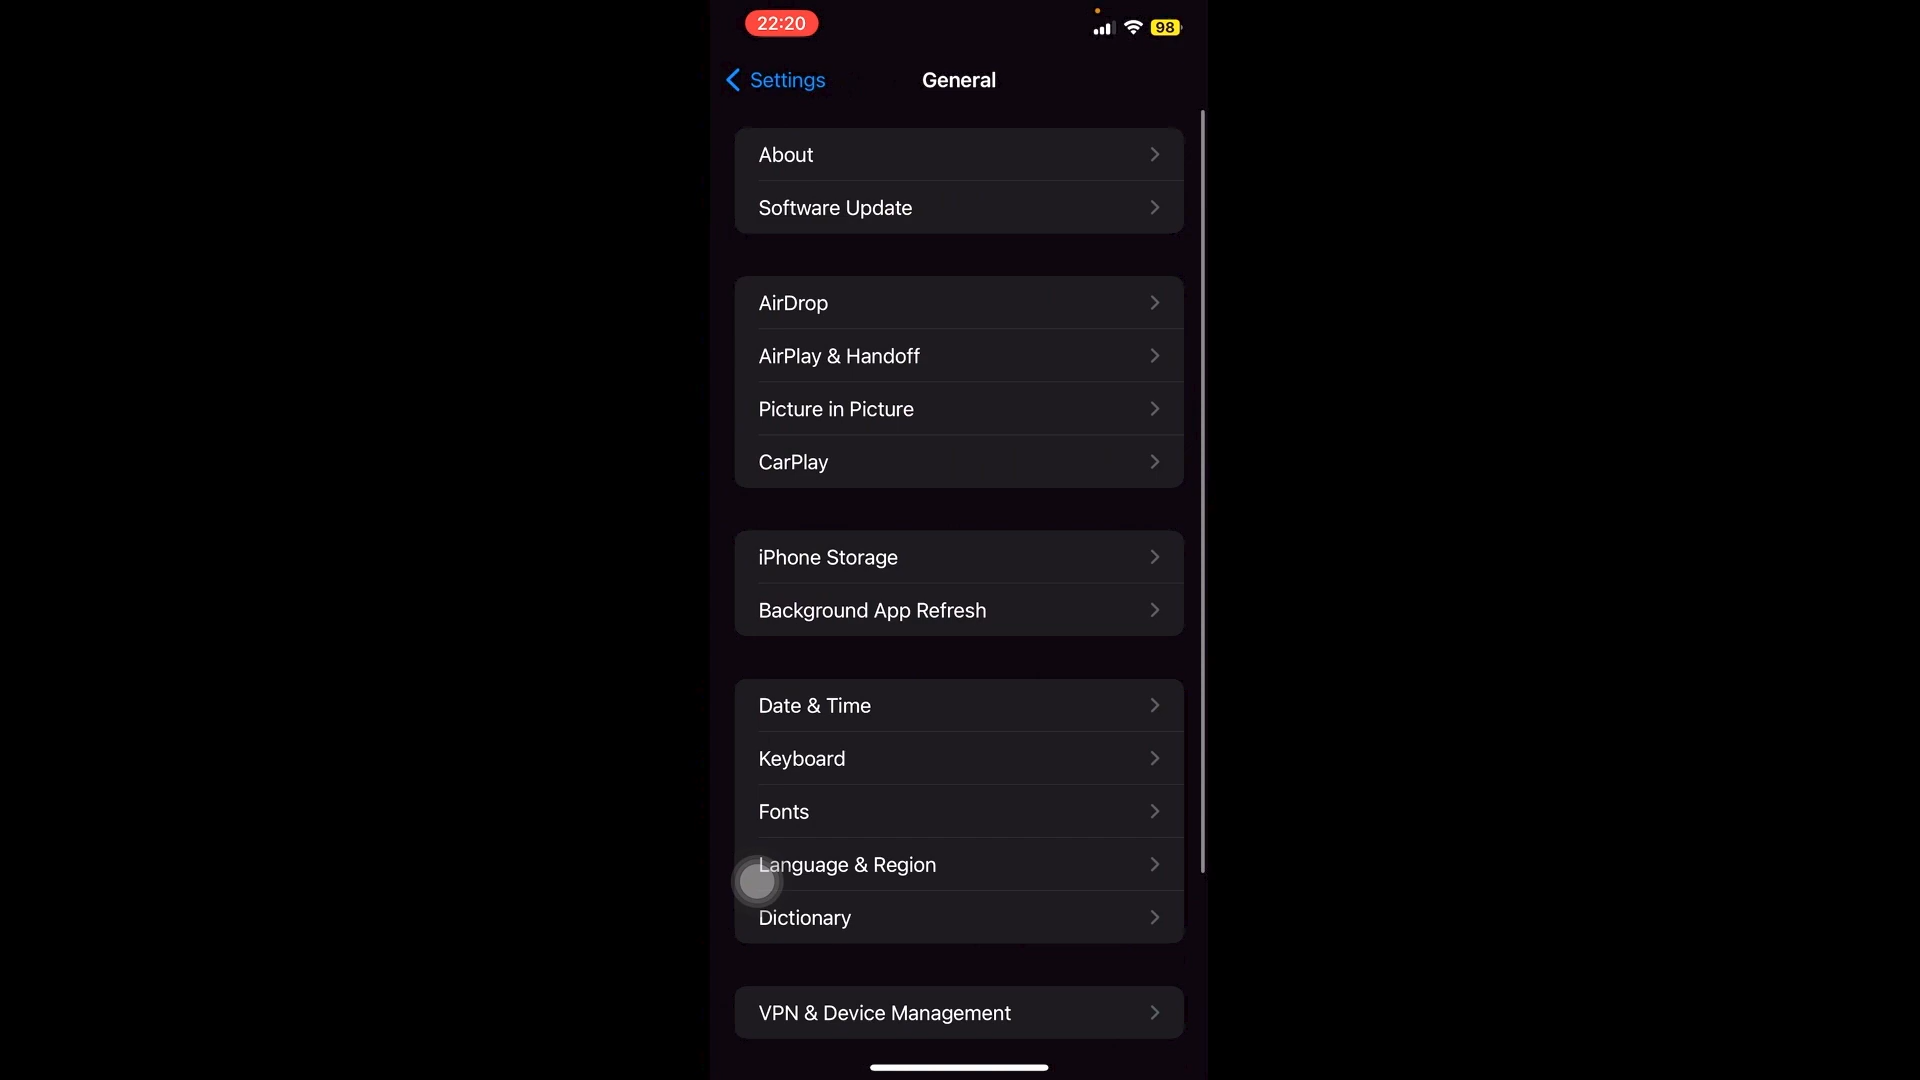 22:20
98
Settings
General
About
Software Update
AirDrop
AirPlay & Handoff
Picture in Picture
CarPlay
iPhone Storage
Background App Refresh
Date & Time
Keyboard
Fonts
Language & Region
Dictionary
VPN & Device Management